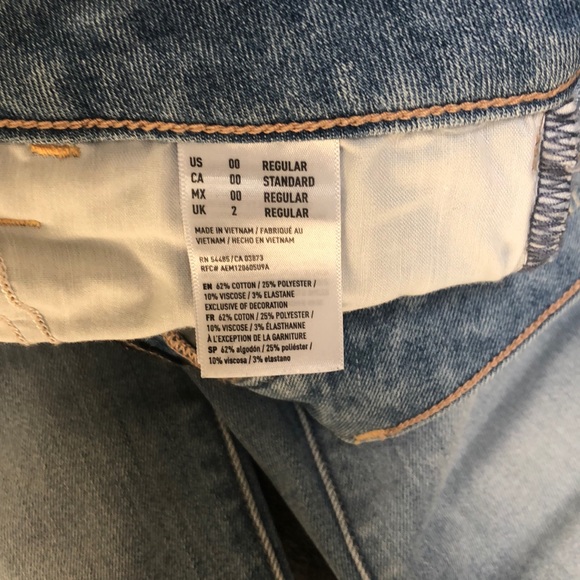 US 00 REGULAR
CA 00 STANDARD
MX 00 REGULAR
UK 2 REGULAR
MADE IN VIETNAM / FABRIQUÉ AU
VIETNAM / HECHO EN VIETNAM
RN 54485/CA 03873
RFC# AEM120605U9A
EN 62% COTTON / 25% POLYESTER /
10% VISCOSE / 3% ELASTANE
EXCLUSIVE OF DECORATION
FR 62% COTON / 25% POLYESTER /
10% VISCOSE / 3% ÉLASTHANNE
À L'EXCEPTION DE LA GARNITURE
SP 62% algodón / 25% poliéster /
10% viscosa / 3% elastano